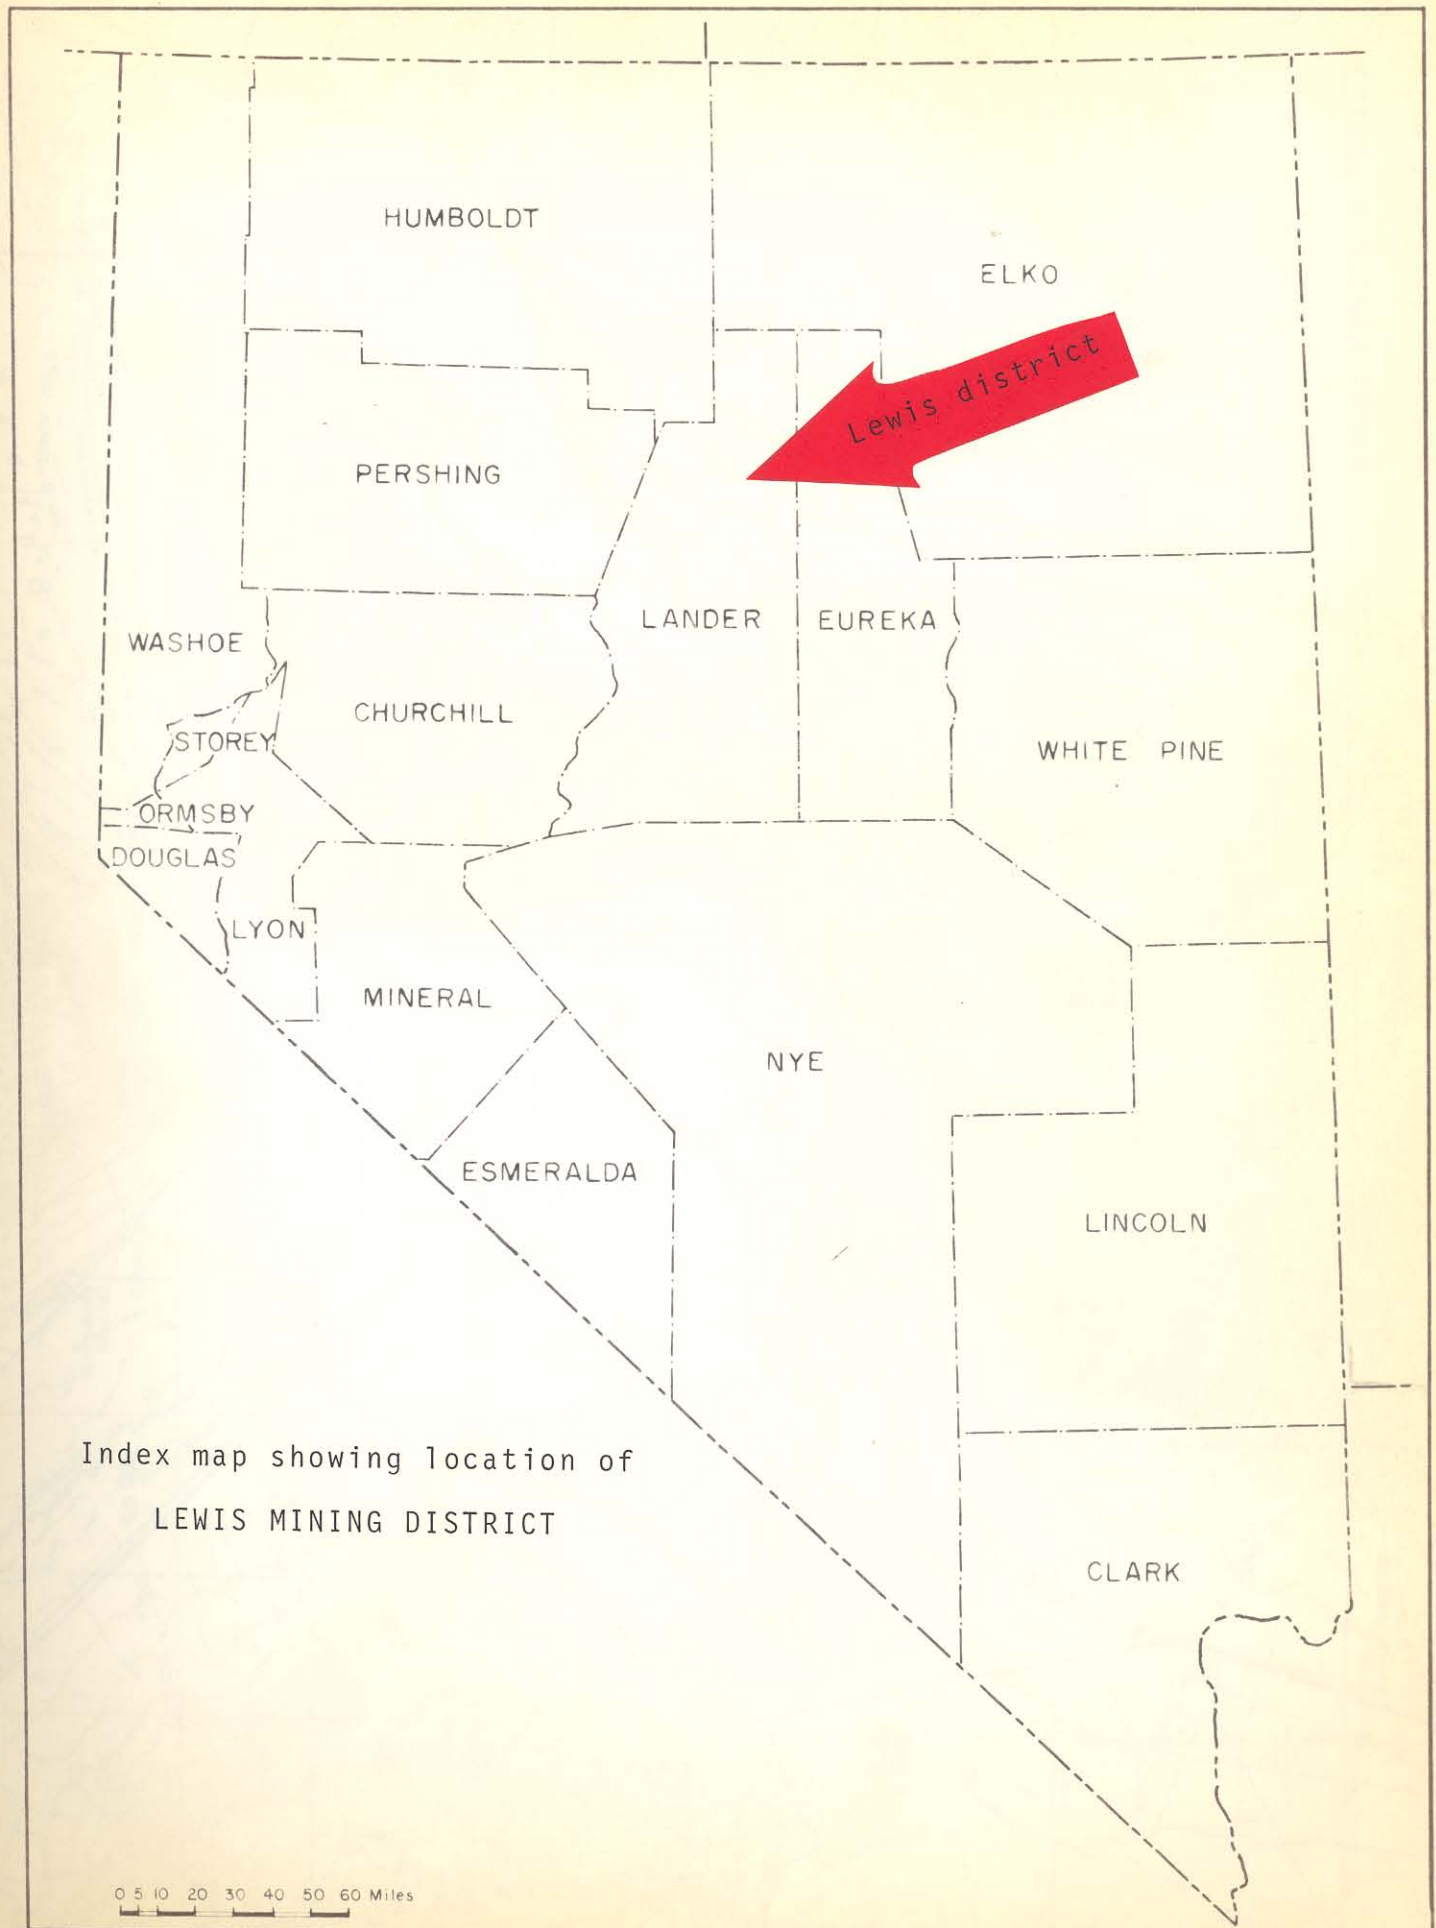 HUMBOLDT
ELKO
Lewis district
PERSHING
LANDER
EUREKA
WASHOE
CHURCHILL
STOREY
WHITE PINE
ORMSBY
DOUGLAS
LYON
MINERAL
NYE
ESMERALDA
LINCOLN
Index map showing location of
LEWIS MINING DISTRICT
CLARK
0 5 10 20 30 40 50 60 Miles